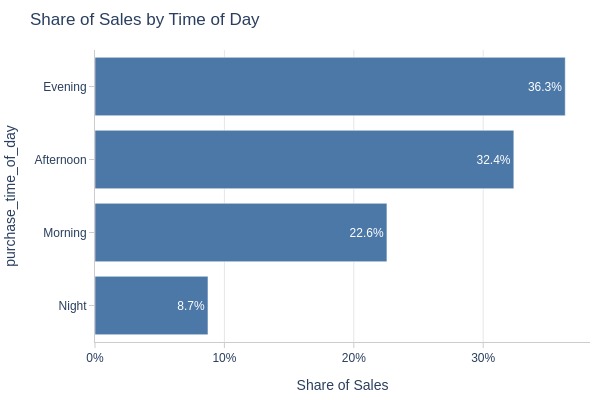 Share of Sales by Time of Day
purchase_time_of_day
Evening
36.3%
Afternoon
32.4%
Morning
22.6%
Night
8.7%
0%
10%
20%
30%
Share of Sales